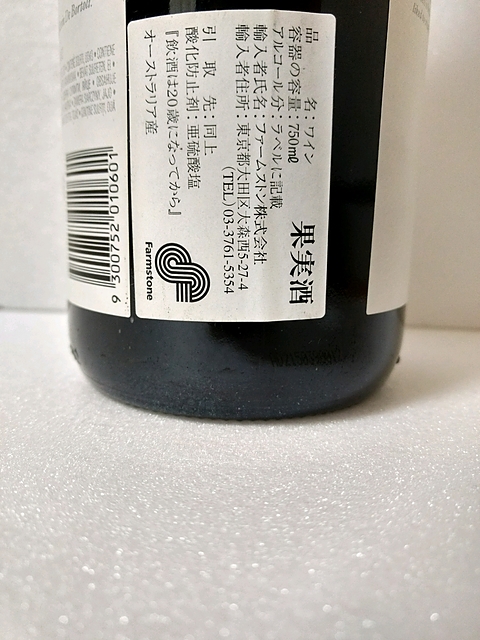 果実酒
品　　名：ワイン
容器の容量：750mℓ
アルコール分：ラベルに記載
輸入者氏名：ファームストン株式会社
輸入者住所：東京都大田区大森西5-27-4
(TEL)03-3761-5354
引　取　先：同上
酸化防止剤：亜硫酸塩
『飲酒は20歳になってから』
オーストラリア産
Farmstone
9 300752 010601
De Bortoli.